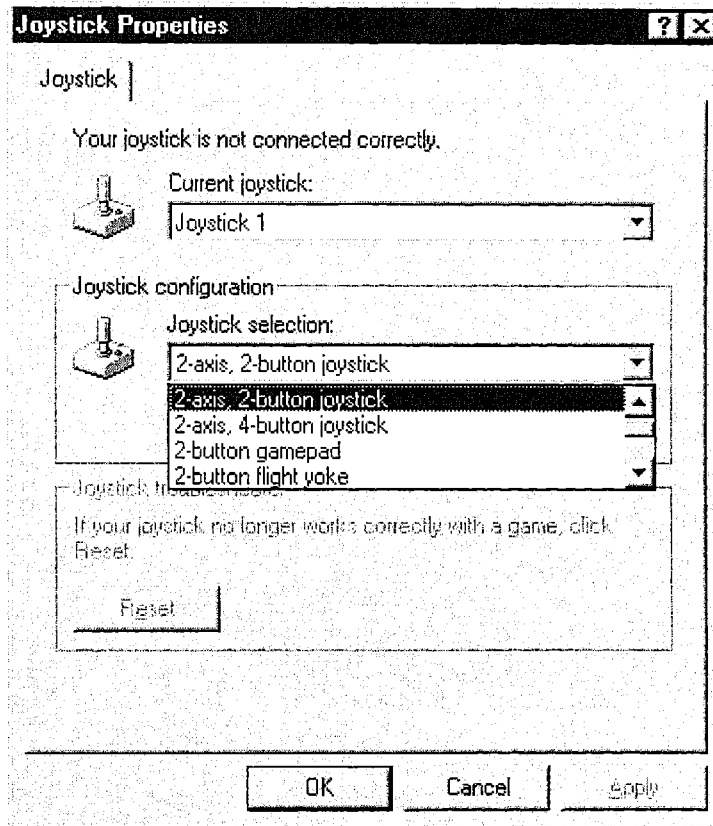 Joystick Properties
Joystick
Your joystick is not connected correctly.
Current joystick:
Joystick 1
Joystick configuration
Joystick selection:
2-axis, 2-button joystick
2-axis, 2-button joystick
2-axis, 4-button joystick
2-button gamepad
2-button flight yoke
Joystick
If your joystick no longer works correctly with a game, click
Reset.
Reset
OK Cancel Apply